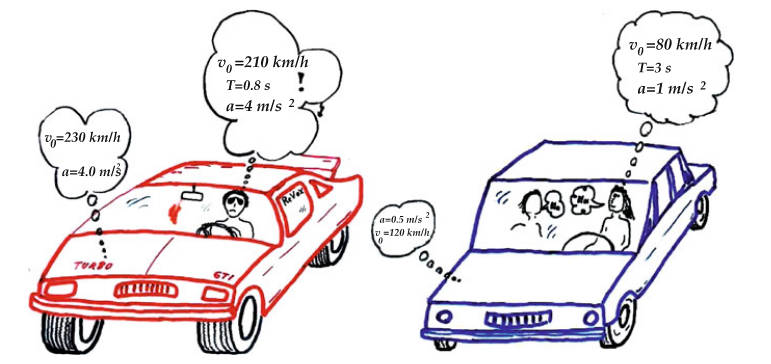 v0=210 km/h
T=0.8 s
a=4 m/s 2
!
v0=230 km/h
a=4.0 m/s2
ReVex
TURBO
GTI
v0=80 km/h
T=3 s
a=1 m/s 2
a=0.5 m/s 2
v0=120 km/h